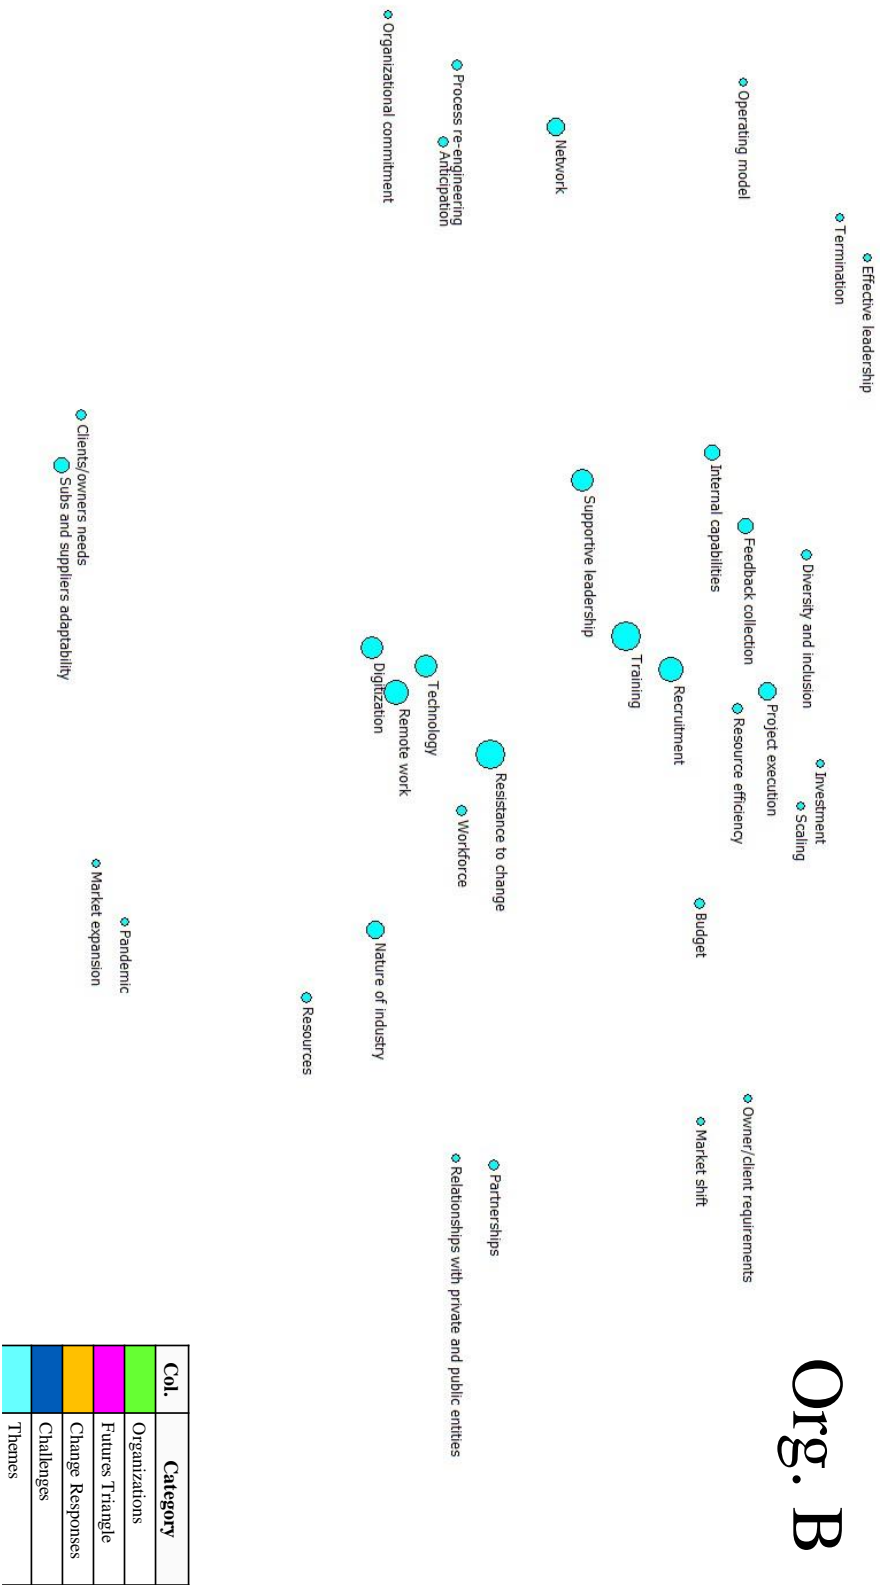 Org. B
Effective leadership
Termination
Investment
Diversity and inclusion
Scaling
Project execution
Owner/client requirements
Feedback collection
Operating model
Resource efficiency
Internal capabilities
Market shift
Budget
Recruitment
Training
Supportive leadership
Network
Partnerships
Resistance to change
Workforce
Process re-engineering
Relationships with private and public entities
Anticipation
Technology
Remote work
Organizational commitment
Nature of industry
Digitization
Resources
Pandemic
Market expansion
Clients/owners needs
Subs and suppliers adaptability
Col. Category
Organizations
Futures Triangle
Change Responses
Challenges
Themes